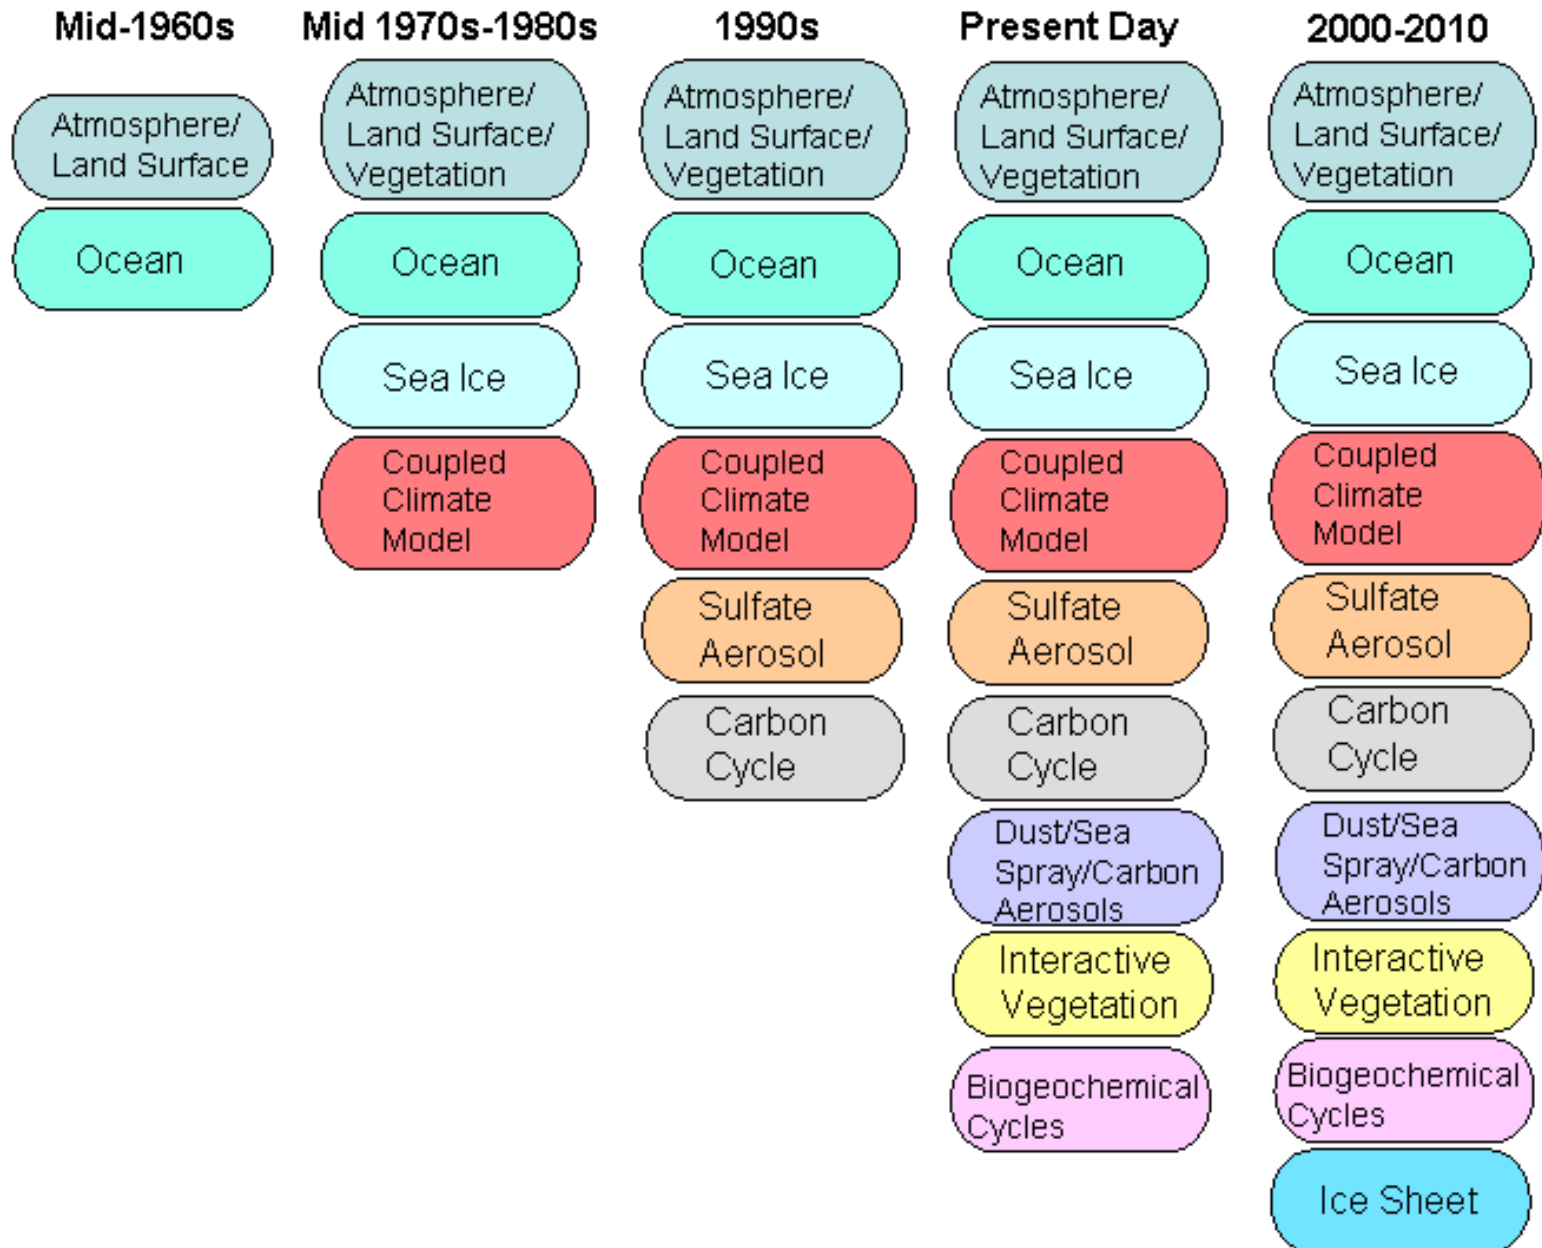 Mid-1960s
Atmosphere/
Land Surface
Ocean
Mid 1970s-1980s
Atmosphere/
Land Surface/
Vegetation
Ocean
Sea Ice
Coupled
Climate
Model
1990s
Atmosphere/
Land Surface/
Vegetation
Ocean
Sea Ice
Coupled
Climate
Model
Sulfate
Aerosol
Carbon
Cycle
Present Day
Atmosphere/
Land Surface/
Vegetation
Ocean
Sea Ice
Coupled
Climate
Model
Sulfate
Aerosol
Carbon
Cycle
Dust/Sea
Spray/Carbon
Aerosols
Interactive
Vegetation
Biogeochemical
Cycles
2000-2010
Atmosphere/
Land Surface/
Vegetation
Ocean
Sea Ice
Coupled
Climate
Model
Sulfate
Aerosol
Carbon
Cycle
Dust/Sea
Spray/Carbon
Aerosols
Interactive
Vegetation
Biogeochemical
Cycles
Ice Sheet